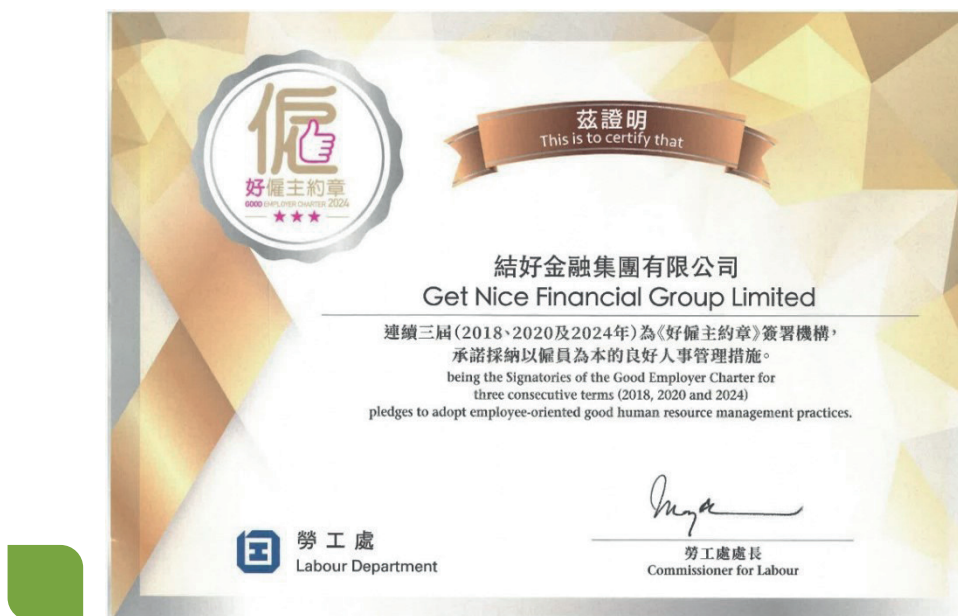 僱
好僱主約章
GOOD EMPLOYER CHARTER 2024
茲證明
This is to certify that
結好金融集團有限公司
Get Nice Financial Group Limited
連續三屆(2018、2020及2024年)為《好僱主約章》簽署機構,
承諾採納以僱員為本的良好人事管理措施。
being the Signatories of the Good Employer Charter for
three consecutive terms (2018, 2020 and 2024)
pledges to adopt employee-oriented good human resource management practices.
勞工處
Labour Department
勞工處處長
Commissioner for Labour